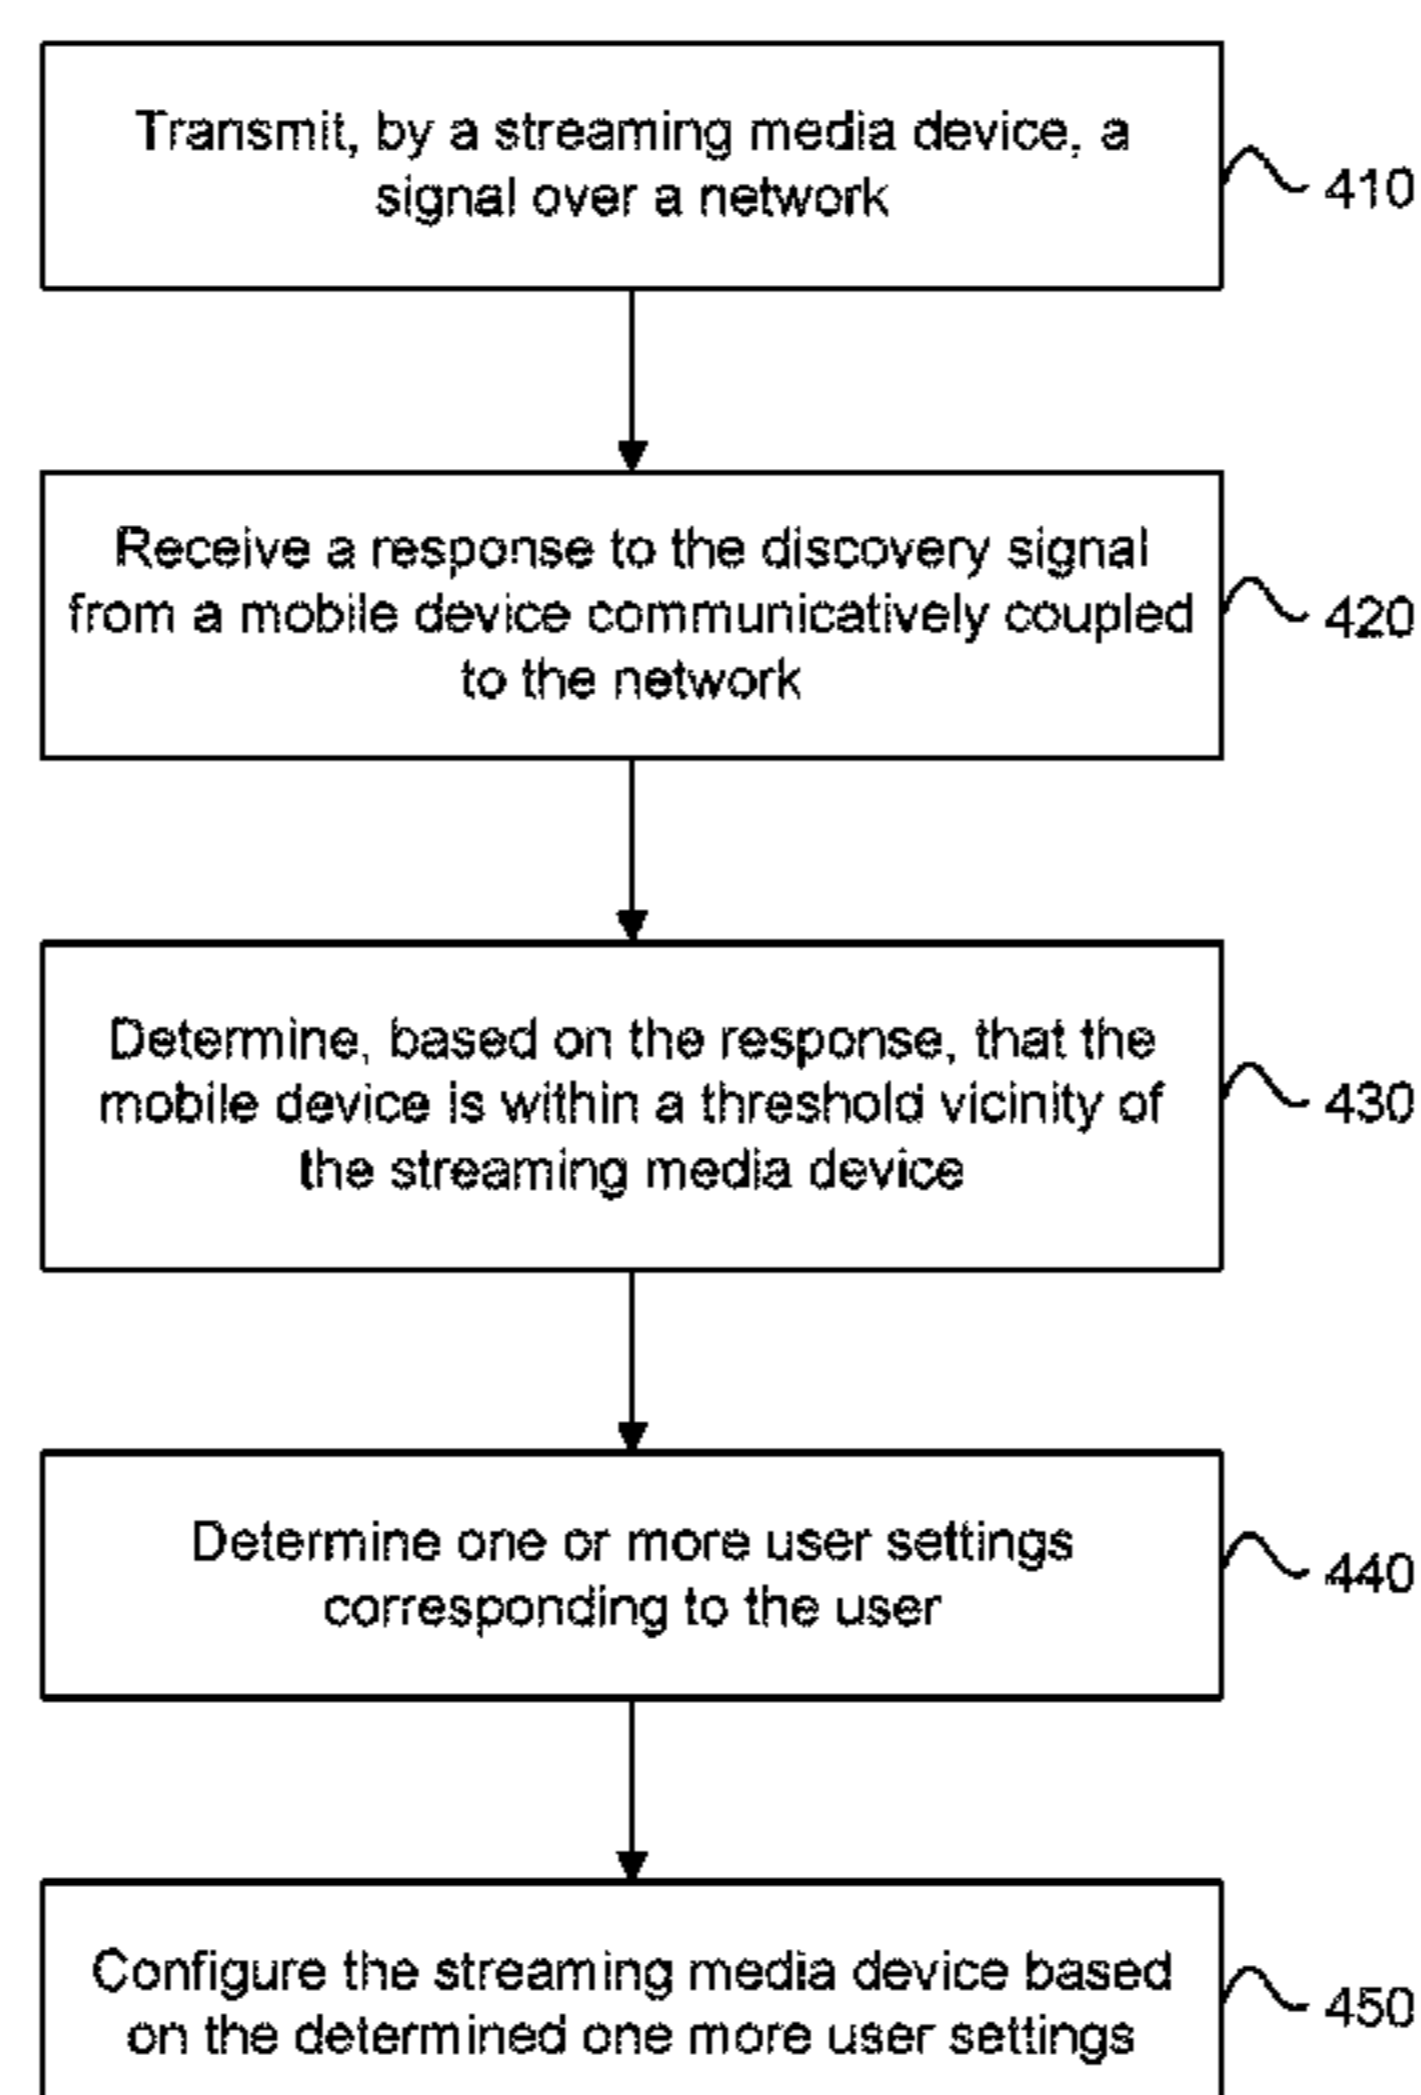 Transmit, by a streaming media device, a
signal over a network
410
Receive a response to the discovery signal
from a mobile device communicatively coupled
to the network
420
Determine, based on the response, that the
mobile device is within a threshold vicinity of
the streaming media device
430
Determine one or more user settings
corresponding to the user
440
Configure the streaming media device based
on the determined one more user settings
450